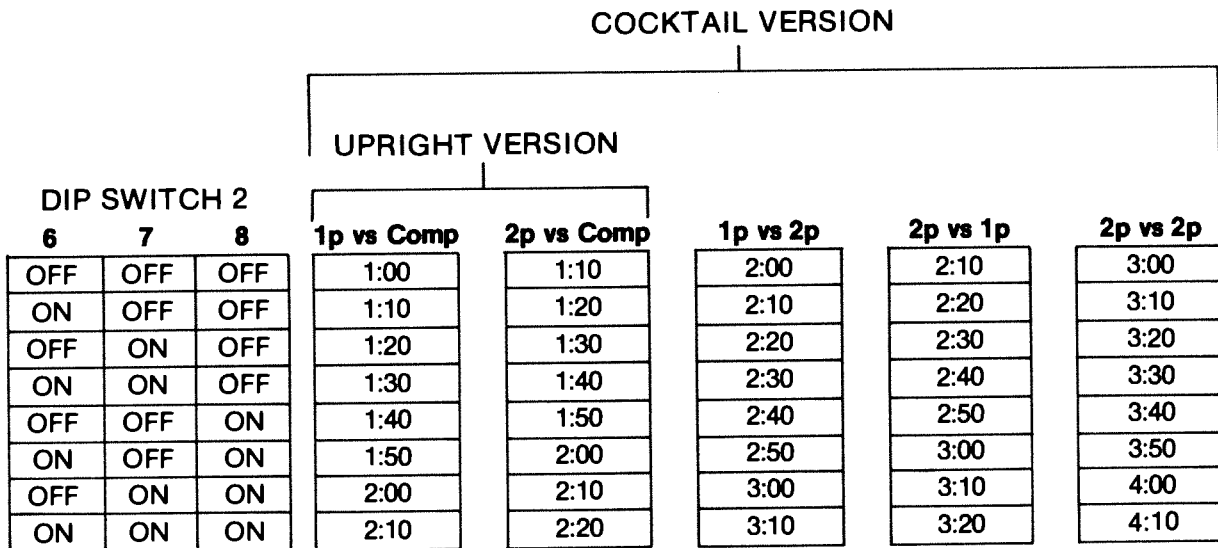 COCKTAIL VERSION
UPRIGHT VERSION
DIP SWITCH 2
6 7 8 1p vs Comp 2p vs Comp 1p vs 2p 2p vs 1p 2p vs 2p
OFF OFF OFF 1:00 1:10 2:00 2:10 3:00
ON OFF OFF 1:10 1:20 2:10 2:20 3:10
OFF ON OFF 1:20 1:30 2:20 2:30 3:20
ON ON OFF 1:30 1:40 2:30 2:40 3:30
OFF OFF ON 1:40 1:50 2:40 2:50 3:40
ON OFF ON 1:50 2:00 2:50 3:00 3:50
OFF ON ON 2:00 2:10 3:00 3:10 4:00
ON ON ON 2:10 2:20 3:10 3:20 4:10